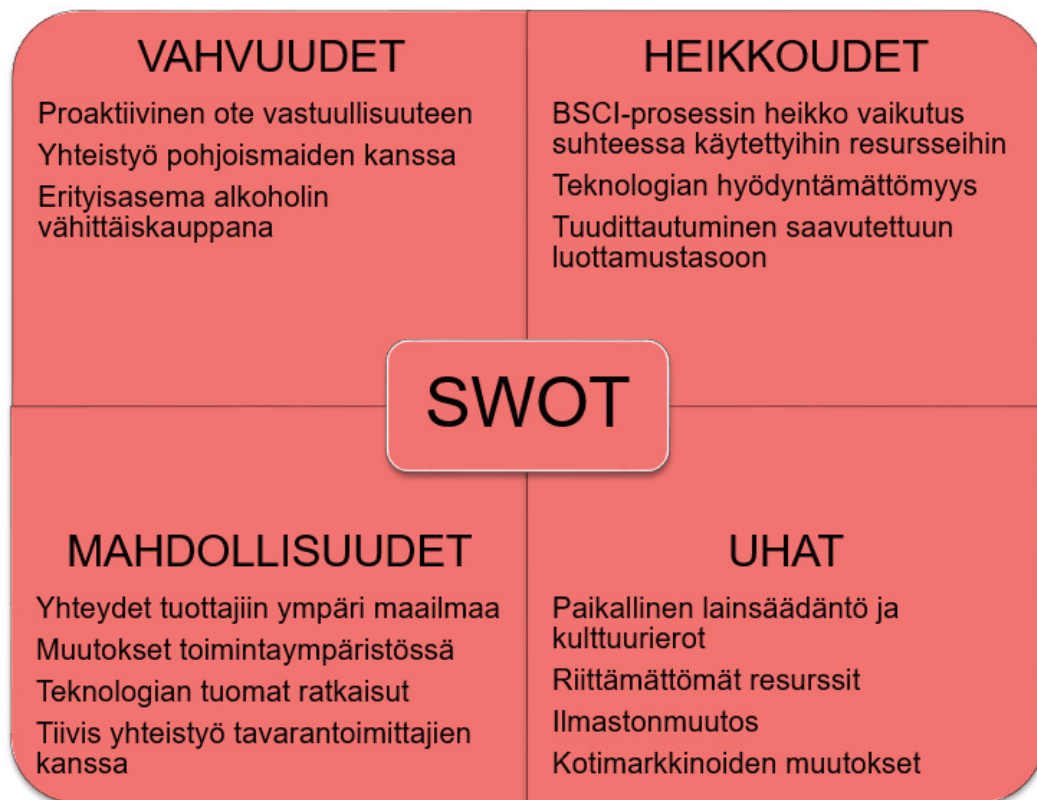 VAHVUUDET
Proaktiivinen ote vastuullisuuteen
Yhteistyö pohjoismaiden kanssa
Erityisasema alkoholin
vähittäiskauppana
HEIKKOUDET
BSCI-prosessin heikko vaikutus
suhteessa käytettyihin resursseihin
Teknologian hyödyntämättömyys
Tuudittautuminen saavutettuun
luottamustasoon
SWOT
MAHDOLLISUUDET
Yhteydet tuottajiin ympäri maailmaa
Muutokset toimintaympäristössä
Teknologian tuomat ratkaisut
Tiivis yhteistyö tavarantoimittajien
kanssa
UHAT
Paikallinen lainsäädäntö ja
kulttuurierot
Riittämättömät resurssit
Ilmastonmuutos
Kotimarkkinoiden muutokset